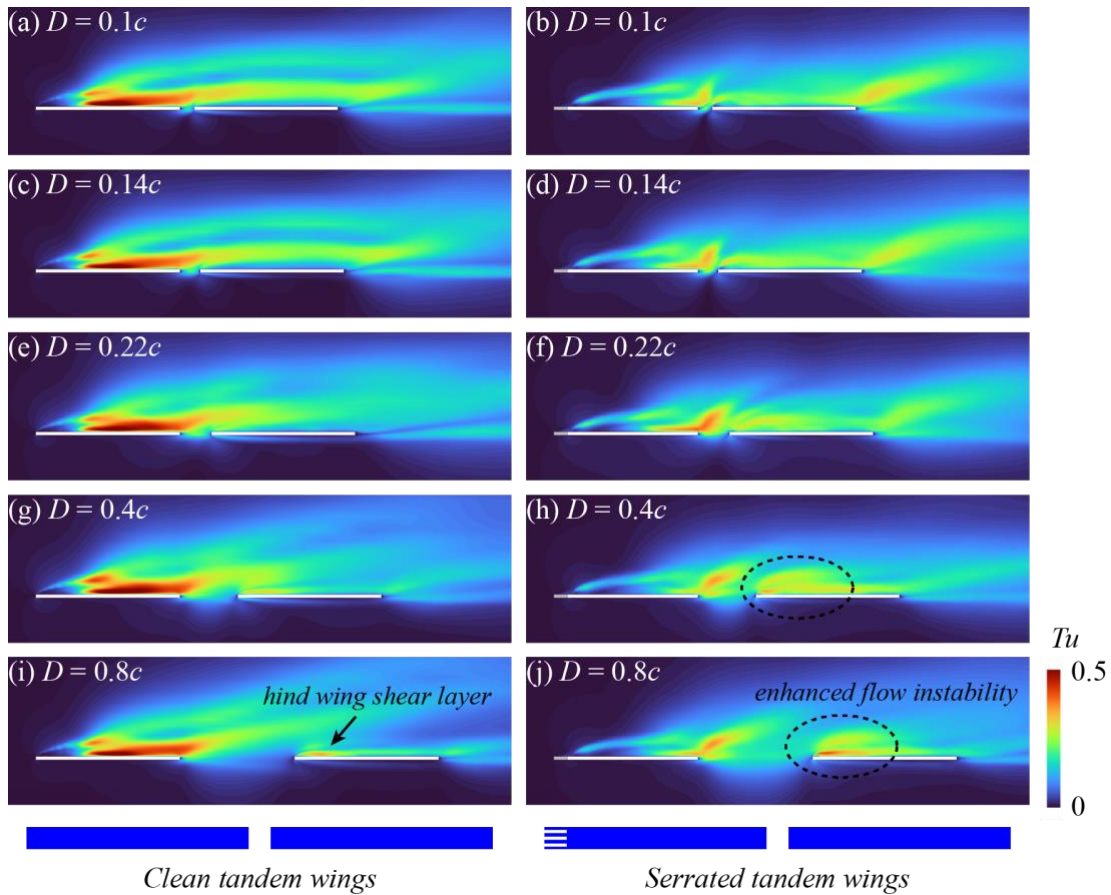 (a) D = 0.1c
(b) D = 0.1c
(c) D = 0.14c
(d) D = 0.14c
(e) D = 0.22c
(f) D = 0.22c
(g) D = 0.4c
(h) D = 0.4c
(i) D = 0.8c
hind wing shear layer
(j) D = 0.8c
enhanced flow instability
Tu
0.5
0
Clean tandem wings
Serrated tandem wings